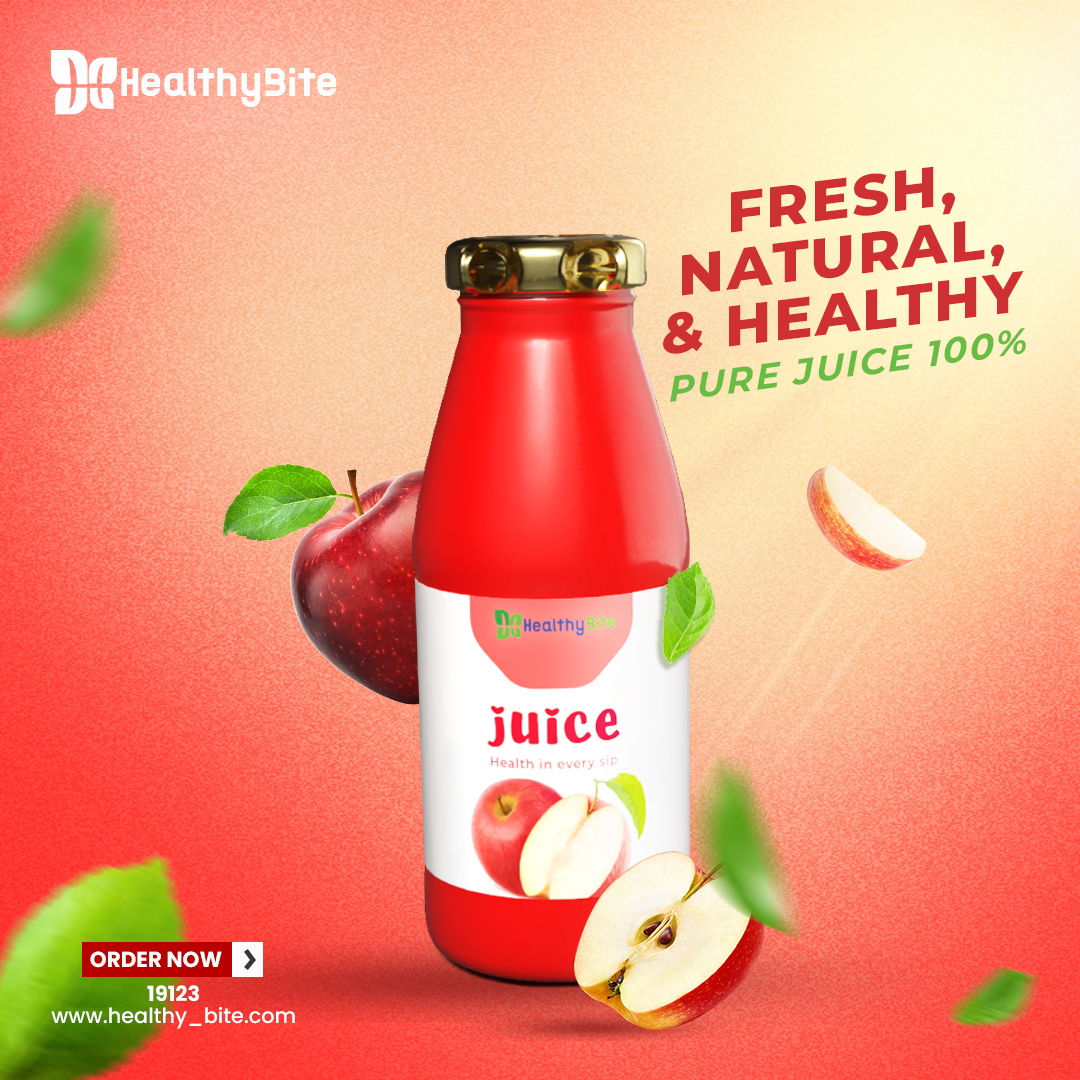 HealthyBite
FRESH,
NATURAL,
& HEALTHY
PURE JUICE 100%
HealthyBite
juice
Health in every sip
ORDER NOW
19123
www.healthy_bite.com